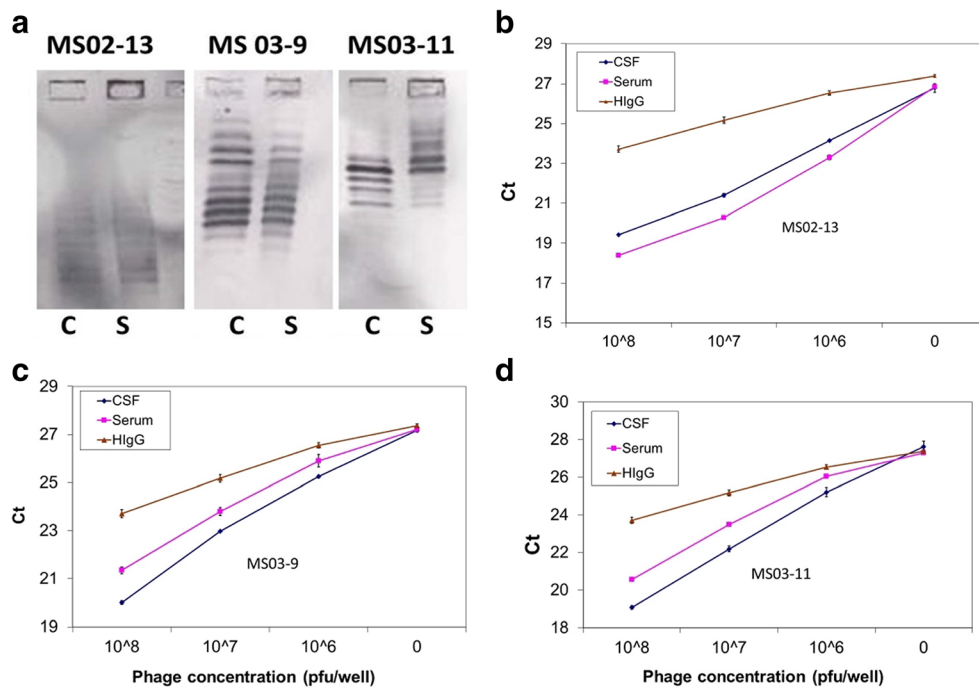 a
MS02-13 MS 03-9 MS03-11
C S C S C S
b
29
27
25
23
21
19
17
15
Ct
CSF
Serum
HIgG
MS02-13
10^8 10^7 10^6 0
c
29
27
25
23
21
19
Ct
CSF
Serum
HIgG
MS03-9
10^8 10^7 10^6 0
Phage concentration (pfu/well)
d
30
28
26
24
22
20
18
Ct
CSF
Serum
HIgG
MS03-11
10^8 10^7 10^6 0
Phage concentration (pfu/well)